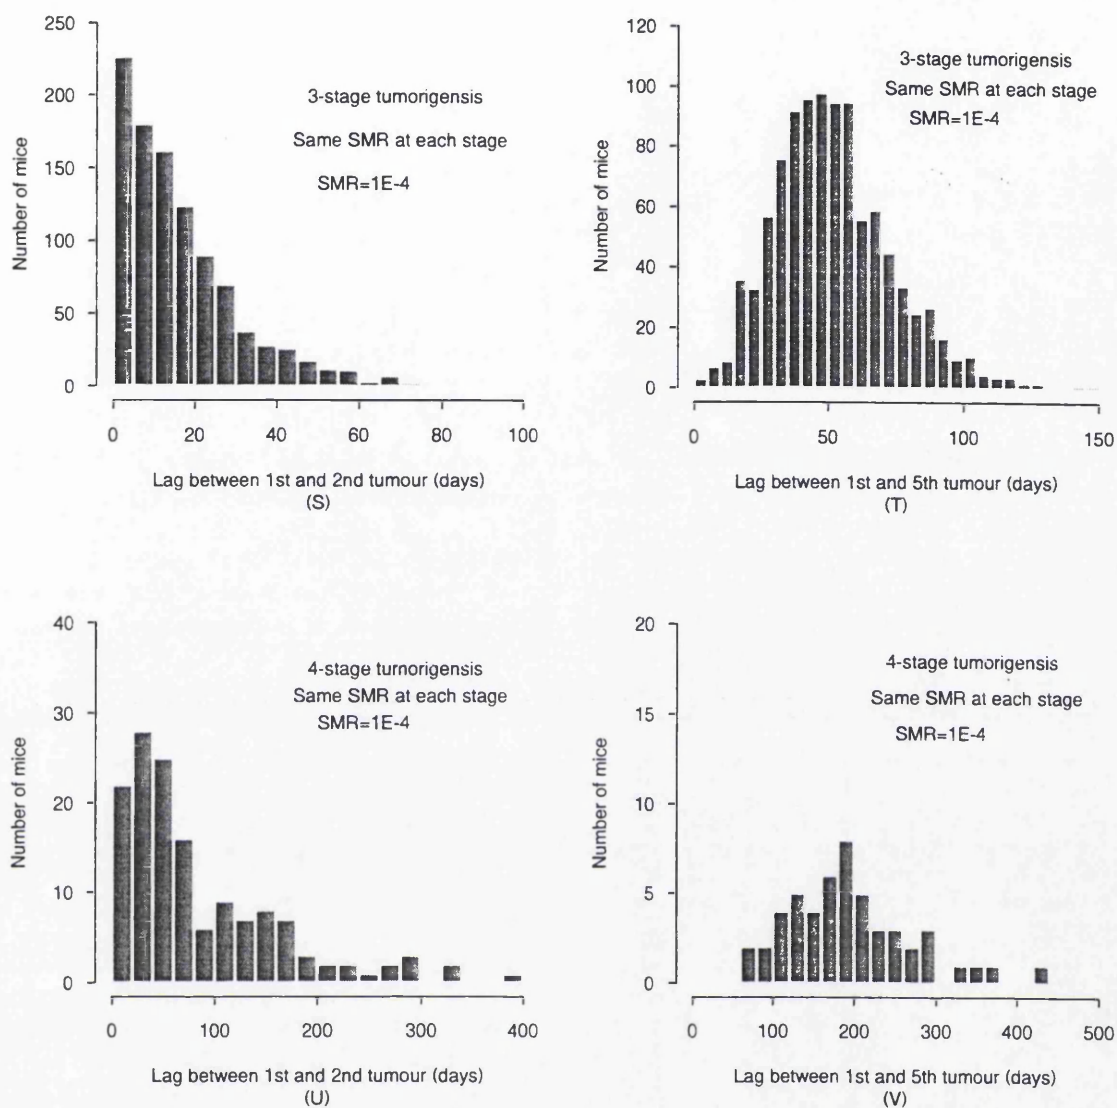 250
200
150
100
50
0
Number of mice
3-stage tumorigensis
Same SMR at each stage
SMR=1E-4
0 20 40 60 80 100
Lag between 1st and 2nd tumour (days)
(S)
120
100
80
60
40
20
0
Number of mice
3-stage tumorigensis
Same SMR at each stage
SMR=1E-4
0 50 100 150
Lag between 1st and 5th tumour (days)
(T)
40
30
20
10
0
Number of mice
4-stage tumorigensis
Same SMR at each stage
SMR=1E-4
0 100 200 300 400
Lag between 1st and 2nd tumour (days)
(U)
20
15
10
5
0
Number of mice
4-stage tumorigensis
Same SMR at each stage
SMR=1E-4
0 100 200 300 400 500
Lag between 1st and 5th tumour (days)
(V)